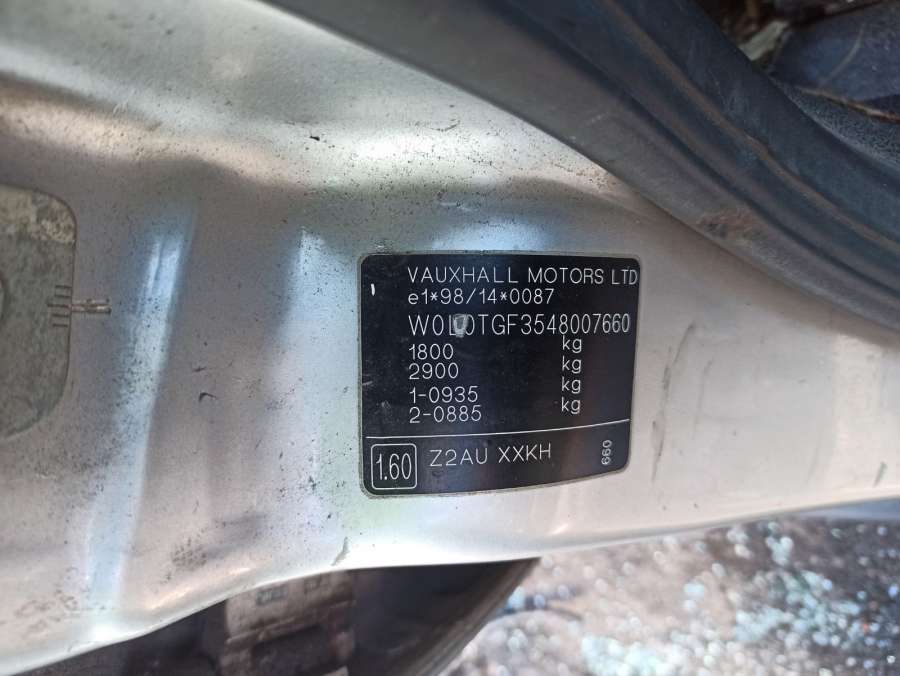 VAUXHALL MOTORS LTD
e1*98/14*0087
W0L0TGF3548007660
1800 kg
2900 kg
1-0935 kg
2-0885 kg
1.60 Z2AU XXKH 660